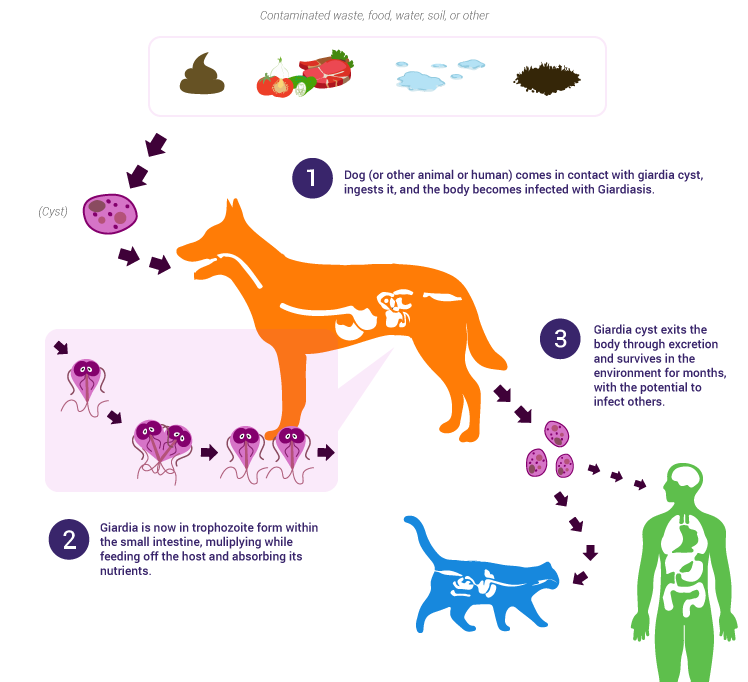 Contaminated waste, food, water, soil, or other
1
Dog (or other animal or human) comes in contact with giardia cyst,
ingests it, and the body becomes infected with Giardiasis.
(Cyst)
3
Giardia cyst exits the
body through excretion
and survives in the
environment for months,
with the potential to
infect others.
2
Giardia is now in trophozoite form within
the small intestine, muliplying while
feeding off the host and absorbing its
nutrients.